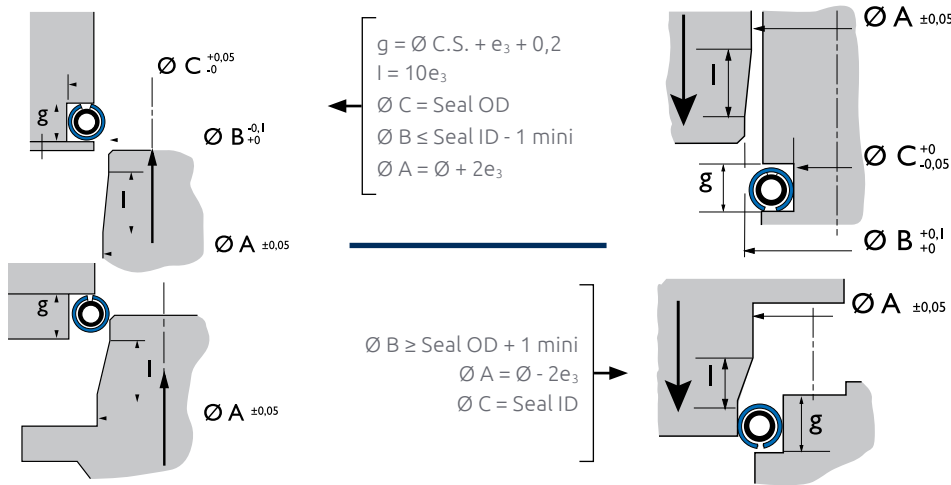 Ø C +0,05 -0
g
Ø B -0,1 +0
l
Ø A ±0,05
g
l
Ø A ±0,05
g = Ø C.S. + e₃ + 0,2
I = 10e₃
Ø C = Seal OD
Ø B ≤ Seal ID - 1 mini
Ø A = Ø + 2e₃
Ø B ≥ Seal OD + 1 mini
Ø A = Ø - 2e₃
Ø C = Seal ID
Ø A ±0,05
l
Ø C +0 -0,05
g
Ø B +0,1 +0
Ø A ±0,05
l
g